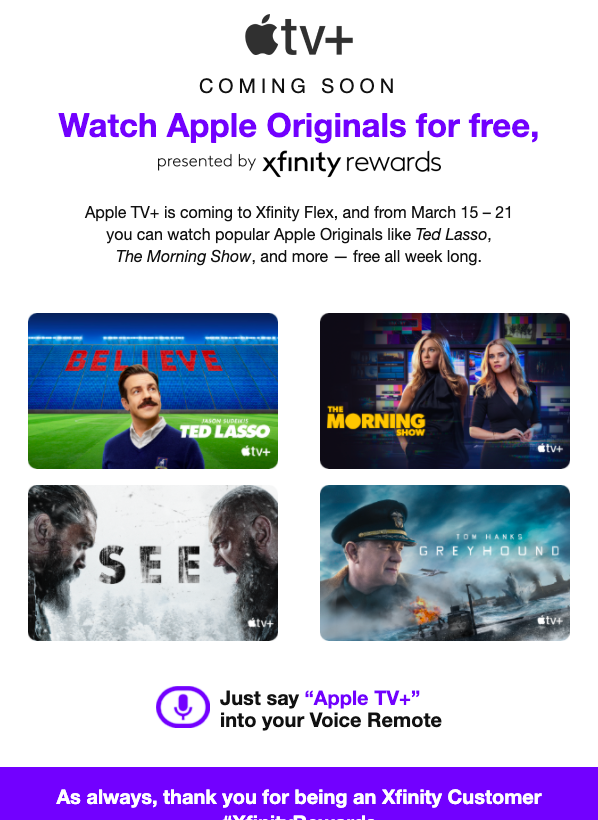 tv+
COMING SOON
Watch Apple Originals for free,
presented by xfinity rewards
Apple TV+ is coming to Xfinity Flex, and from March 15 – 21
you can watch popular Apple Originals like Ted Lasso,
The Morning Show, and more — free all week long.
BELIEVE
JASON SUDEIKIS
TED LASSO
tv+
THE
MORNING
SHOW
tv+
SEE
tv+
TOM HANKS
GREYHOUND
tv+
Just say “Apple TV+”
into your Voice Remote
As always, thank you for being an Xfinity Customer
#XfinityRewards